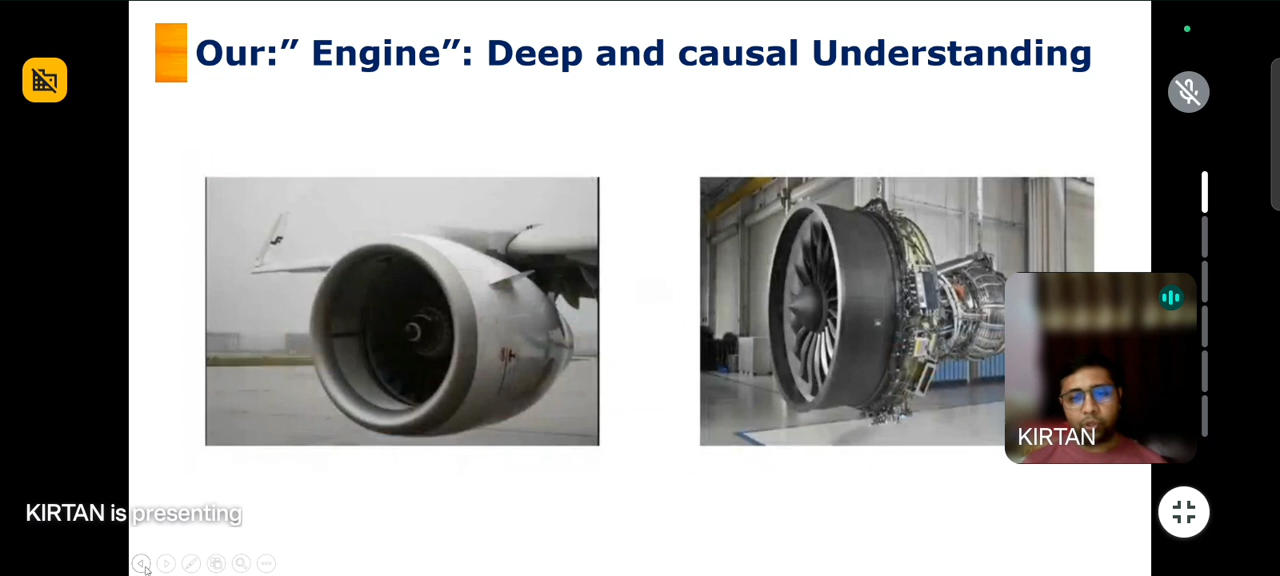 Our:” Engine”: Deep and causal Understanding
KIRTAN
KIRTAN is presenting